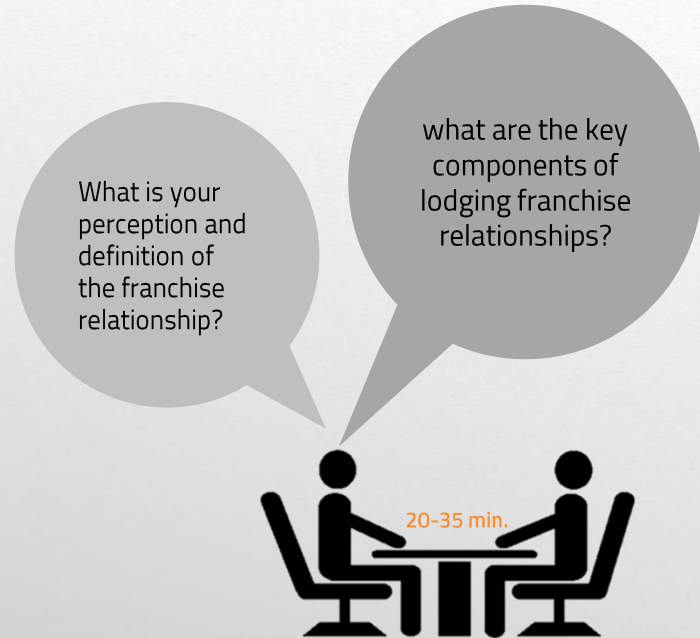 What is your
perception and
definition of
the franchise
relationship?
what are the key
components of
lodging franchise
relationships?
20-35 min.